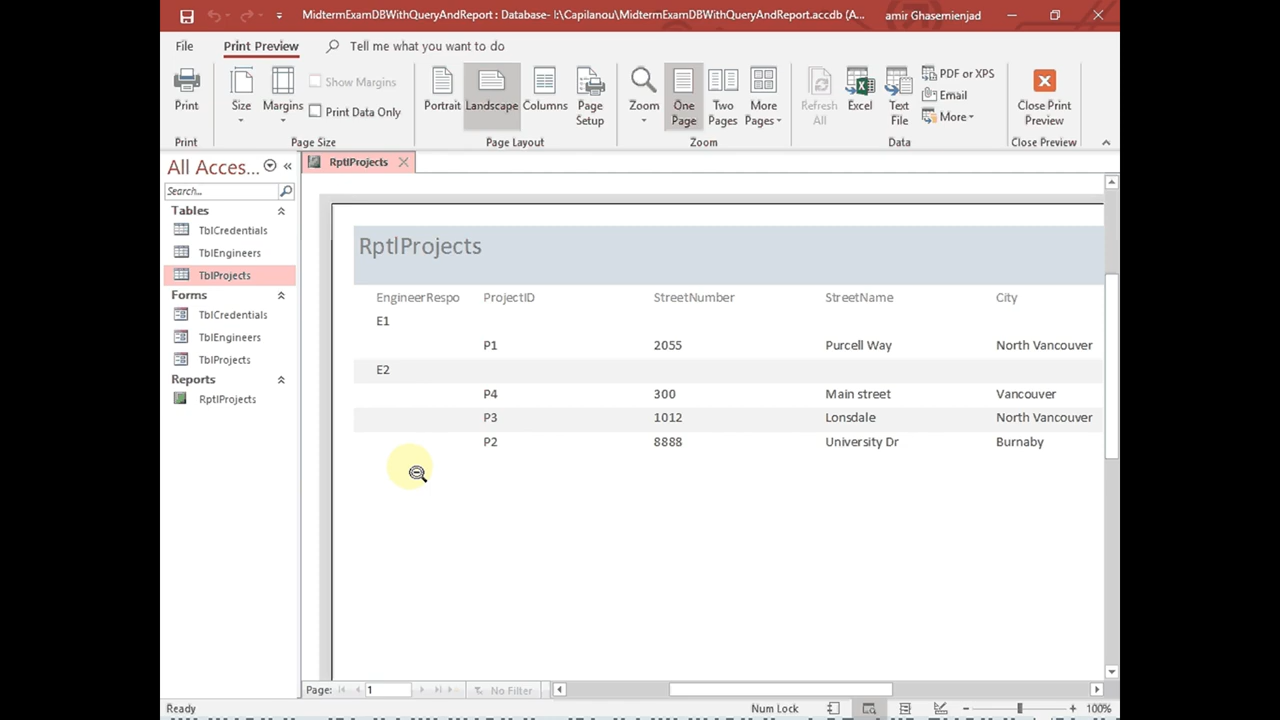 MidtermExamDBWithQueryAndReport : Database- I:\Capilanou\MidtermExamDBWithQueryAndReport.accdb (A... amir Ghasemienjad
File Print Preview Tell me what you want to do
Print Size Margins Show Margins Print Data Only Portrait Landscape Columns Page Setup Zoom One Page Two Pages More Pages Refresh All Excel Text File PDF or XPS Email More Close Print Preview
Print Page Size Page Layout Zoom Data Close Preview
All Acces... «
RptlProjects
Search...
Tables
TblCredentials
TblEngineers
TblProjects
Forms
TblCredentials
TblEngineers
TblProjects
Reports
RptlProjects
RptlProjects
EngineerRespo ProjectID StreetNumber StreetName City
E1
P1 2055 Purcell Way North Vancouver
E2
P4 300 Main street Vancouver
P3 1012 Lonsdale North Vancouver
P2 8888 University Dr Burnaby
Page: 1 No Filter
Ready Num Lock 100%